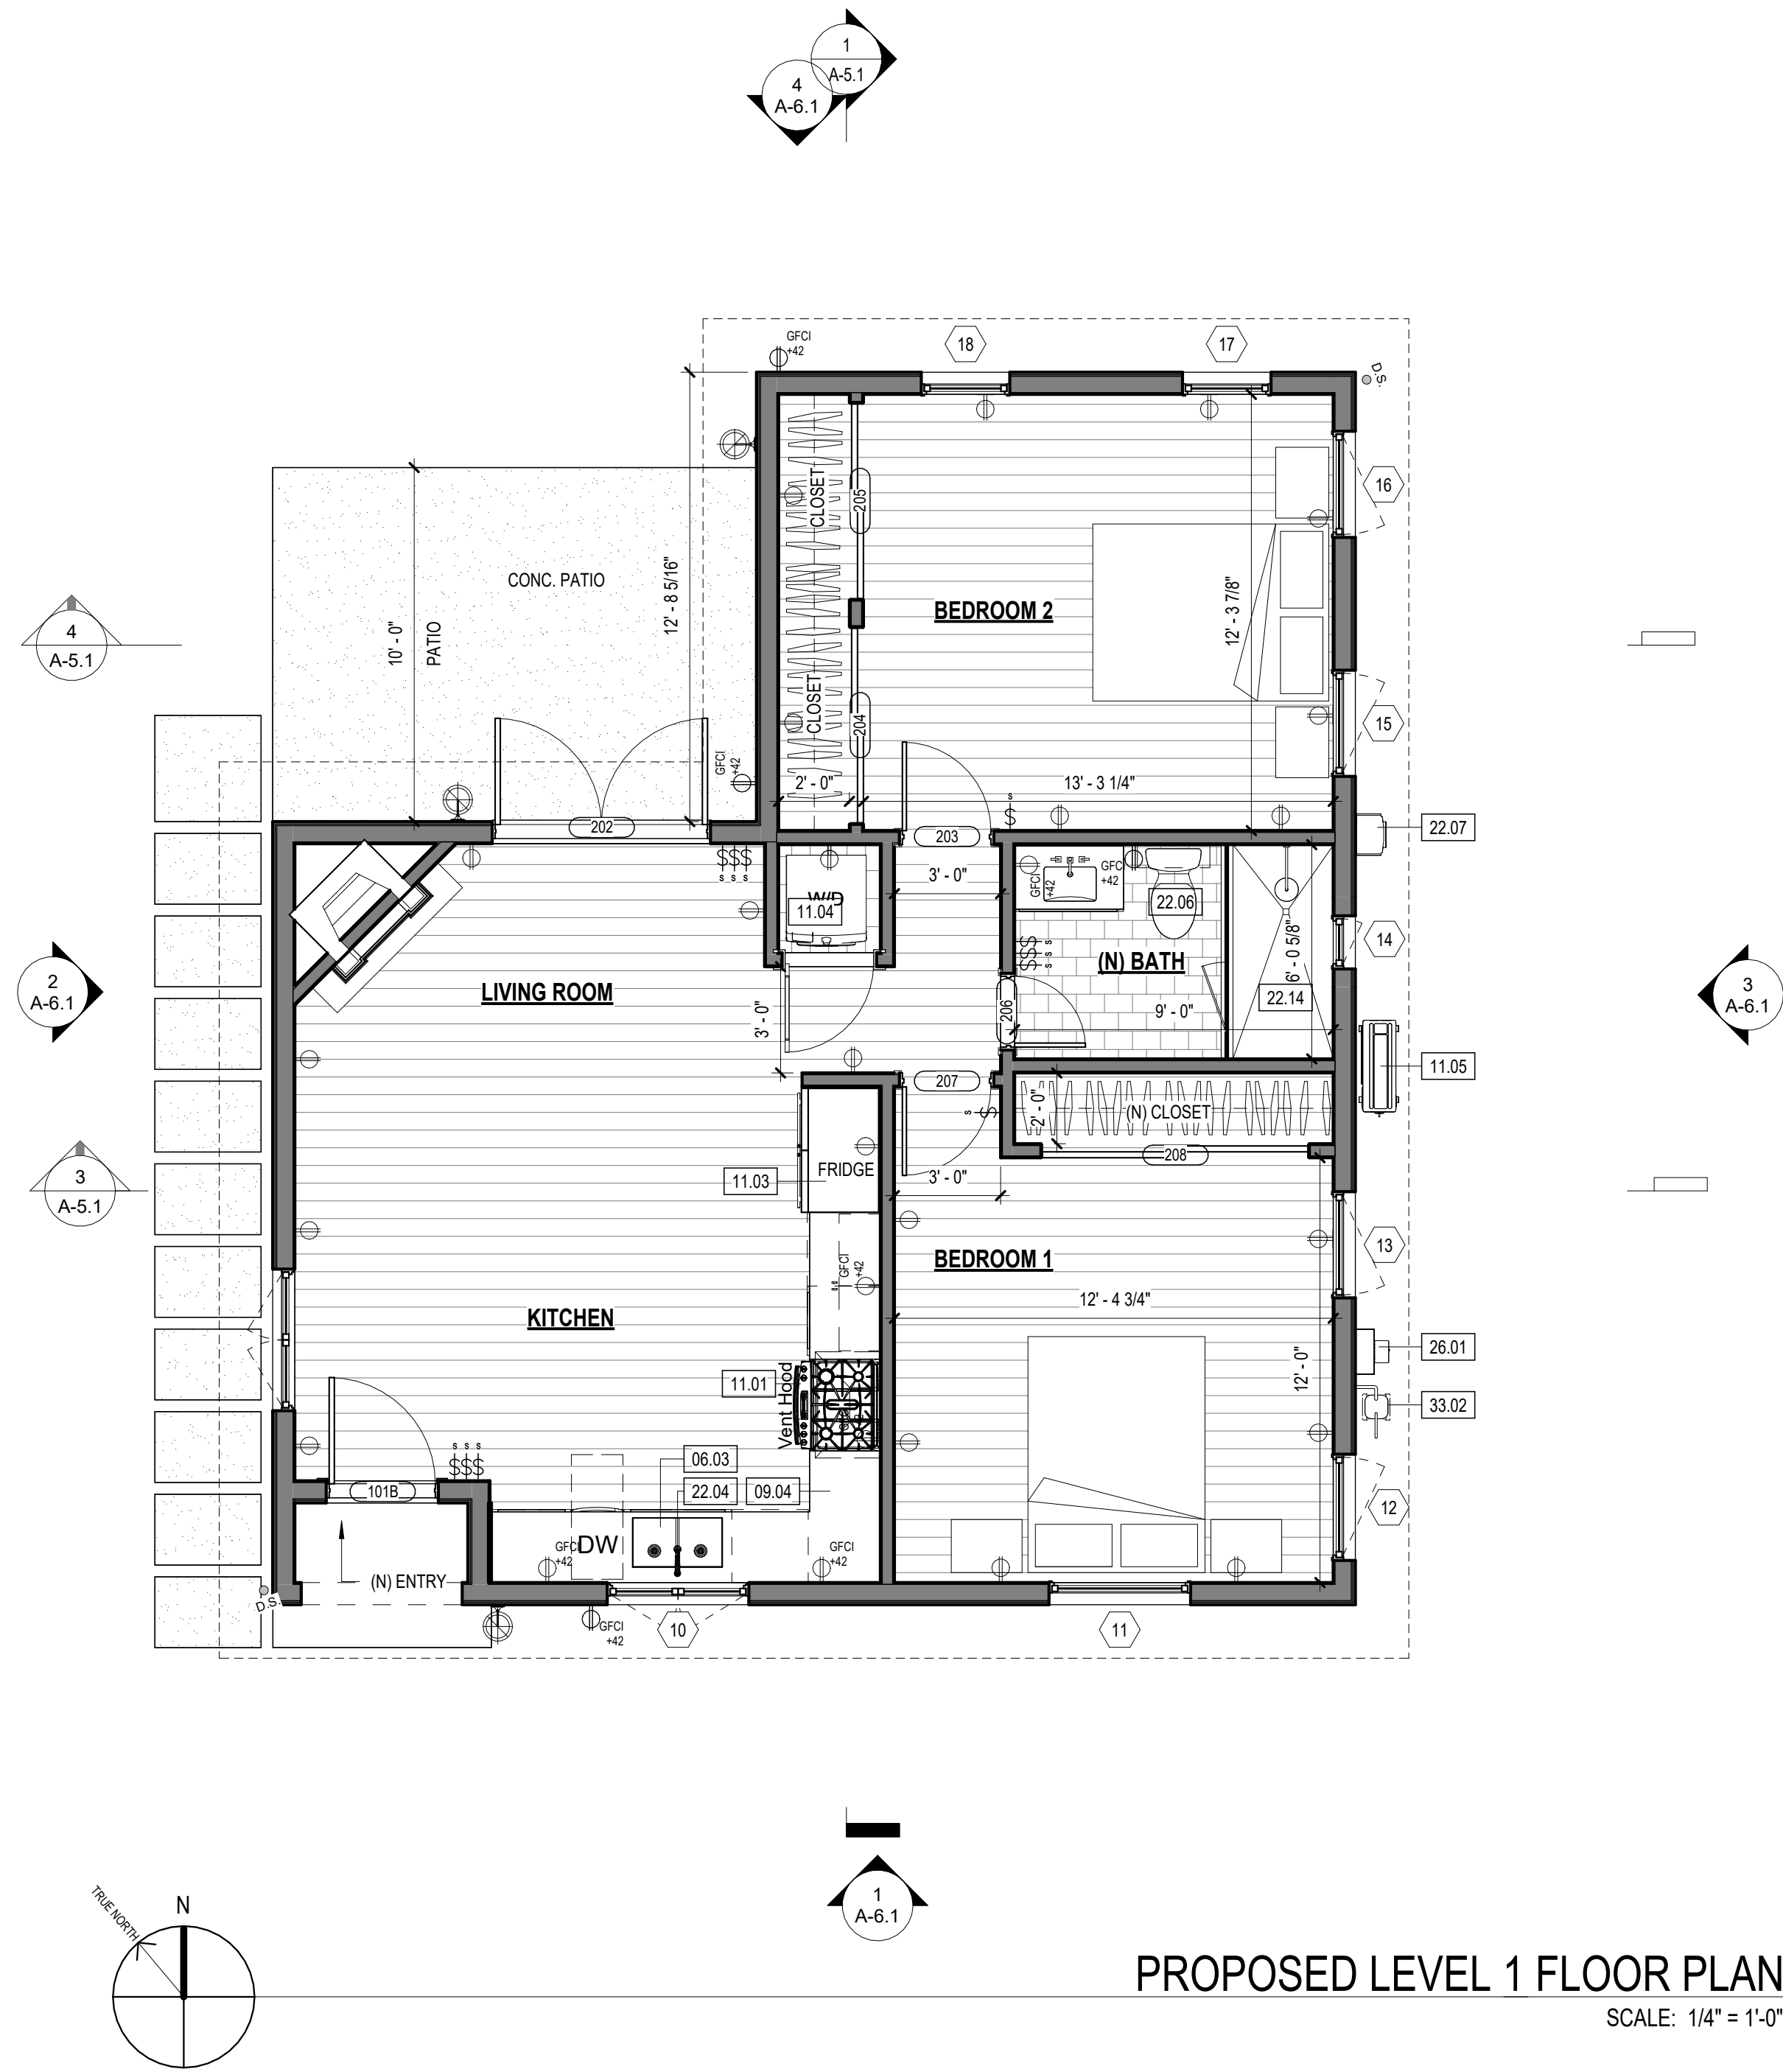 1
A-5.1
4
A-6.1
GFCI
+42
18
17
D.S.
16
CLOSET
205
CONC. PATIO
12' - 8 5/16"
10' - 0"
PATIO
BEDROOM 2
12' - 3 7/8"
4
A-5.1
CLOSET
204
15
GFCI
+42
2' - 0"
13' - 3 1/4"
S
$
202
203
22.07
$$$
s s s
3' - 0"
GFCI
+42
GFCI
+42
W/D
11.04
22.06
14
6' - 0 5/8"
$$$
s s s
(N) BATH
22.14
2
A-6.1
LIVING ROOM
3' - 0"
206
9' - 0"
3
A-6.1
11.05
207
s $
2' - 0"
(N) CLOSET
208
FRIDGE
11.03
3' - 0"
3
A-5.1
13
GFCI
+42
BEDROOM 1
12' - 4 3/4"
KITCHEN
26.01
11.01
Vent Hood
12' - 0"
33.02
s s s
$$$
06.03
101B
22.04
09.04
12
GFCI
+42
DW
GFCI
+42
(N) ENTRY
D.S.
GFCI
+42
10
11
1
A-6.1
TRUE NORTH
N
PROPOSED LEVEL 1 FLOOR PLAN
SCALE: 1/4" = 1'-0"